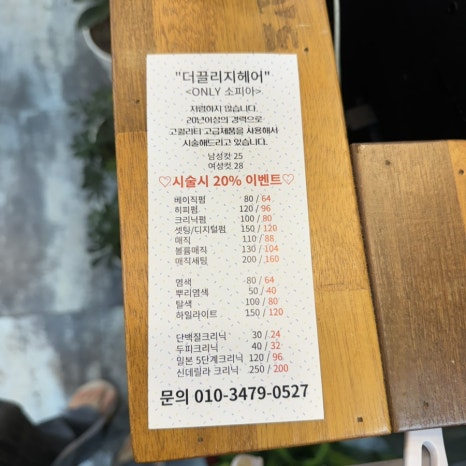 "더끌리지헤어"
<ONLY 소피아>
저렴하지 않습니다.
20년이상의 경력으로
고퀄리티 고급제품을 사용해서
시술해드리고 있습니다.
남성컷 25
여성컷 28
♡시술시 20% 이벤트♡
베이직펌 80 / 64
히피펌 120 / 96
크리닉펌 100 / 80
셋팅/디지털펌 150 / 120
매직 110 / 88
볼륨매직 130 / 104
매직세팅 200 / 160
염색 80 / 64
뿌리염색 50 / 40
탈색 100 / 80
하일라이트 150 / 120
단백질크리닉 30 / 24
두피크리닉 40 / 32
일본 5단계크리닉 120 / 96
신데릴라 크리닉 250 / 200
문의 010-3479-0527